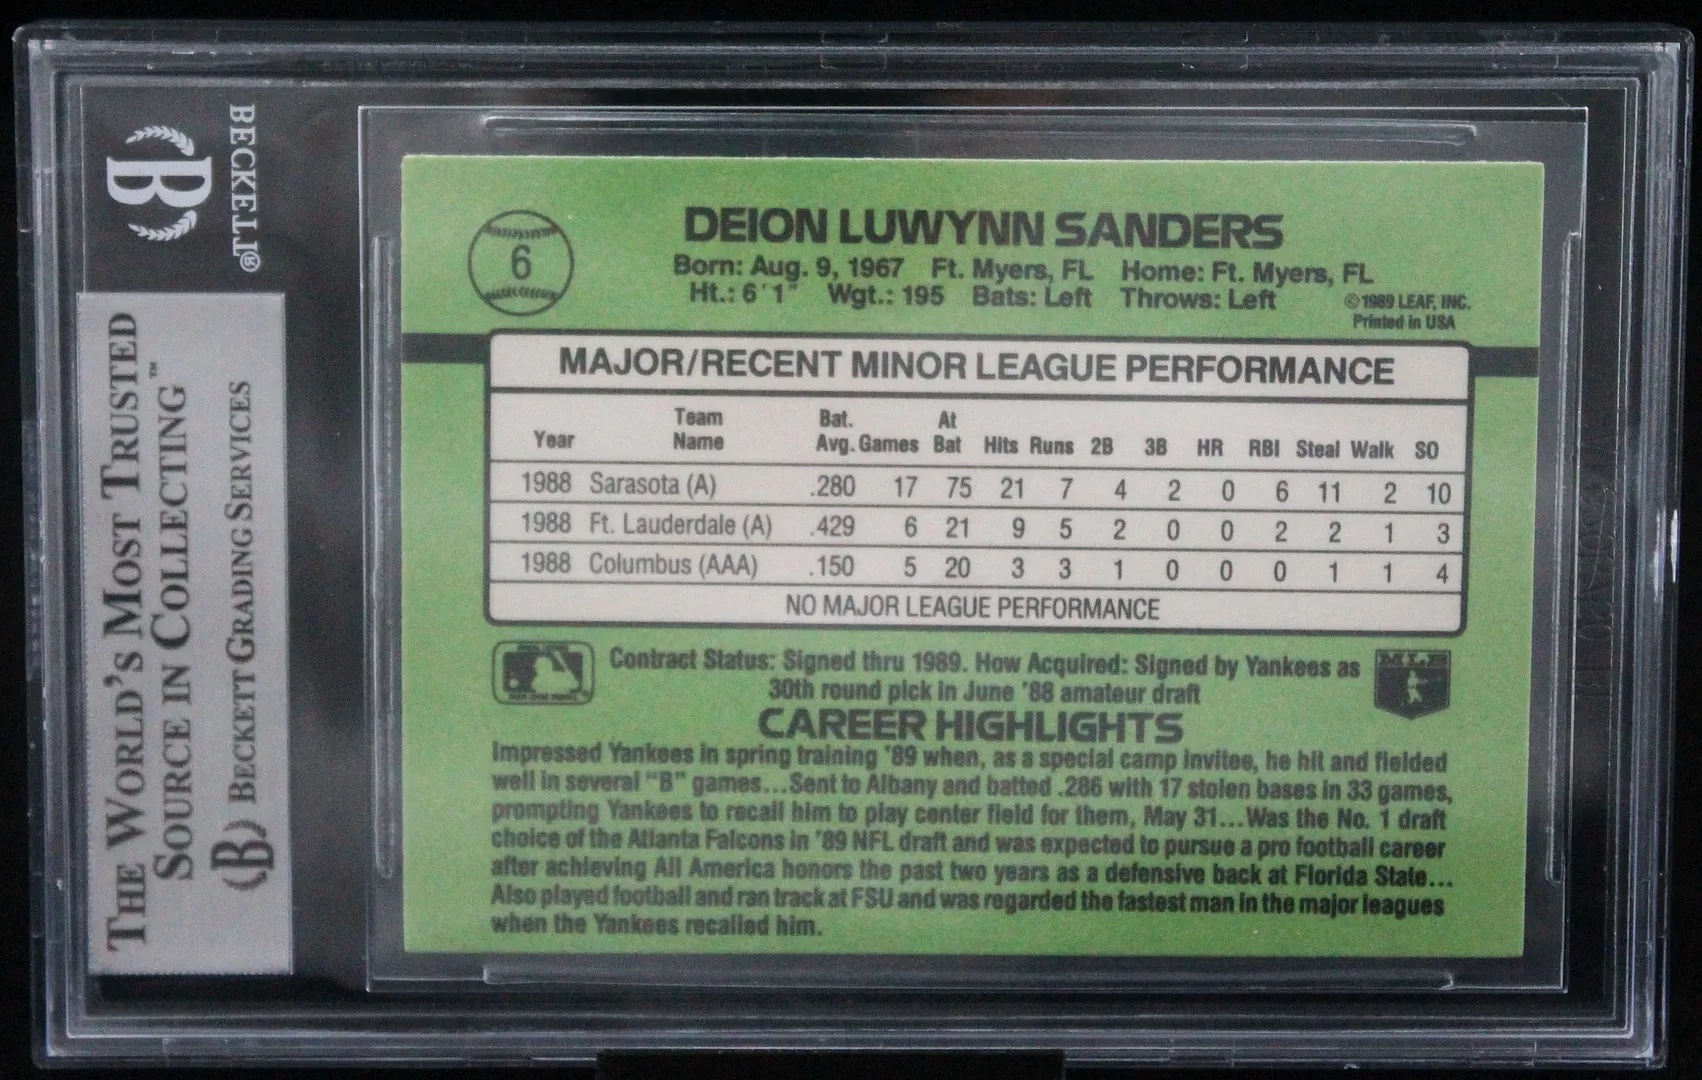 BECKETT®
B
THE WORLD'S MOST TRUSTED
SOURCE IN COLLECTING™
B BECKETT GRADING SERVICES
6
DEION LUWYNN SANDERS
Born: Aug. 9, 1967 Ft. Myers, FL Home: Ft. Myers, FL
Ht.: 6'1" Wgt.: 195 Bats: Left Throws: Left
©1989 LEAF, INC.
Printed in USA
MAJOR/RECENT MINOR LEAGUE PERFORMANCE
Year Team Name Bat. Avg. Games At Bat Hits Runs 2B 3B HR RBI Steal Walk SO
1988 Sarasota (A) .280 17 75 21 7 4 2 0 6 11 2 10
1988 Ft. Lauderdale (A) .429 6 21 9 5 2 0 0 2 2 1 3
1988 Columbus (AAA) .150 5 20 3 3 1 0 0 0 1 1 4
NO MAJOR LEAGUE PERFORMANCE
Contract Status: Signed thru 1989. How Acquired: Signed by Yankees as
30th round pick in June '88 amateur draft
MLB
CAREER HIGHLIGHTS
Impressed Yankees in spring training '89 when, as a special camp invitee, he hit and fielded
well in several "B" games...Sent to Albany and batted .286 with 17 stolen bases in 33 games,
prompting Yankees to recall him to play center field for them, May 31...Was the No. 1 draft
choice of the Atlanta Falcons in '89 NFL draft and was expected to pursue a pro football career
after achieving All America honors the past two years as a defensive back at Florida State...
Also played football and ran track at FSU and was regarded the fastest man in the major leagues
when the Yankees recalled him.